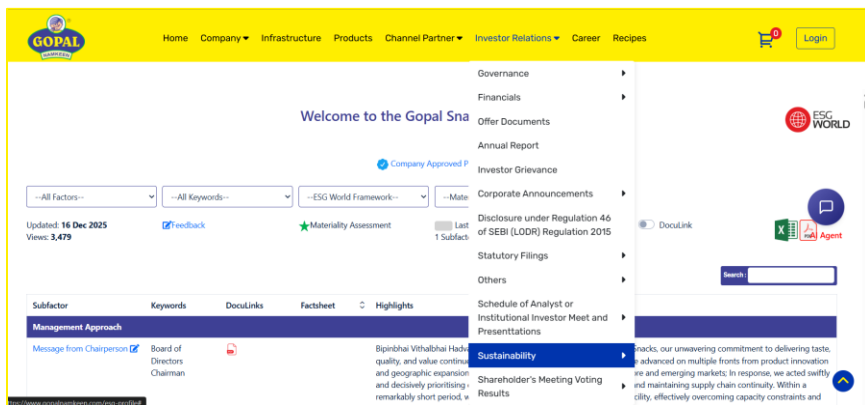 GOPAL
NAMKEEN
Home Company Infrastructure Products Channel Partner Investor Relations Career Recipes
0
Login
Governance
Financials
Offer Documents
Annual Report
Investor Grievance
Corporate Announcements
Disclosure under Regulation 46
of SEBI (LODR) Regulation 2015
Statutory Filings
Others
Schedule of Analyst or
Institutional Investor Meet and
Presenttations
Sustainability
Shareholder's Meeting Voting
Results
Welcome to the Gopal Sna
ESG
WORLD
Company Approved P
--All Factors--
--All Keywords--
--ESG World Framework--
--Mate
Updated: 16 Dec 2025
Views: 3,479
Feedback
Materiality Assessment
Last
1 Subfact
DocuLink
AI Agent
Search :
Subfactor Keywords DocuLinks Factsheet Highlights
Management Approach
Message from Chairperson
Board of
Directors
Chairman
Bipinbhai Vithalbhai Hadv
quality, and value continu
and geographic expansion
and decisively prioritising
remarkably short period, w
nacks, our unwavering commitment to delivering taste,
advanced on multiple fronts from product innovation
re and emerging markets; In response, we acted swiftly
nd maintaining supply chain continuity. Within a
cility, effectively overcoming capacity constraints and
https://www.gopalnamkeen.com/esg-profile#